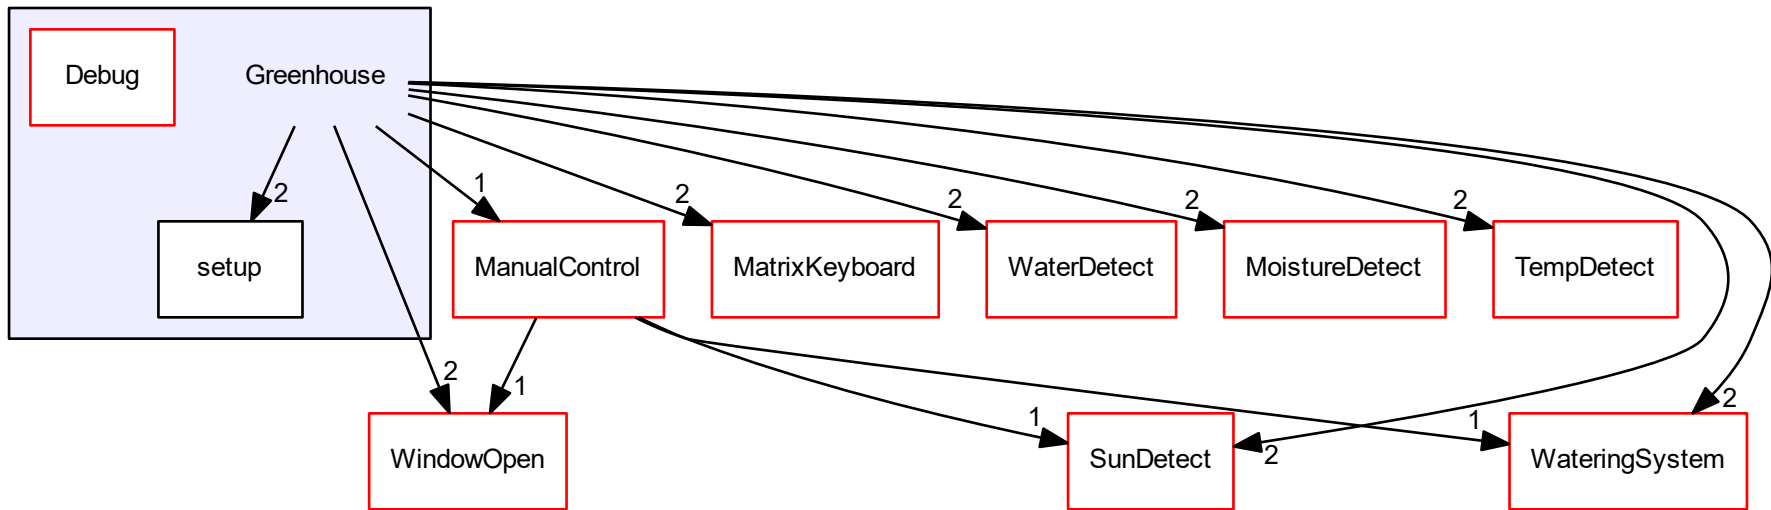 Debug
Greenhouse
1
2
2
2
2
2
setup
ManualControl
MatrixKeyboard
WaterDetect
MoistureDetect
TempDetect
2
1
1
1
2
2
WindowOpen
SunDetect
WateringSystem